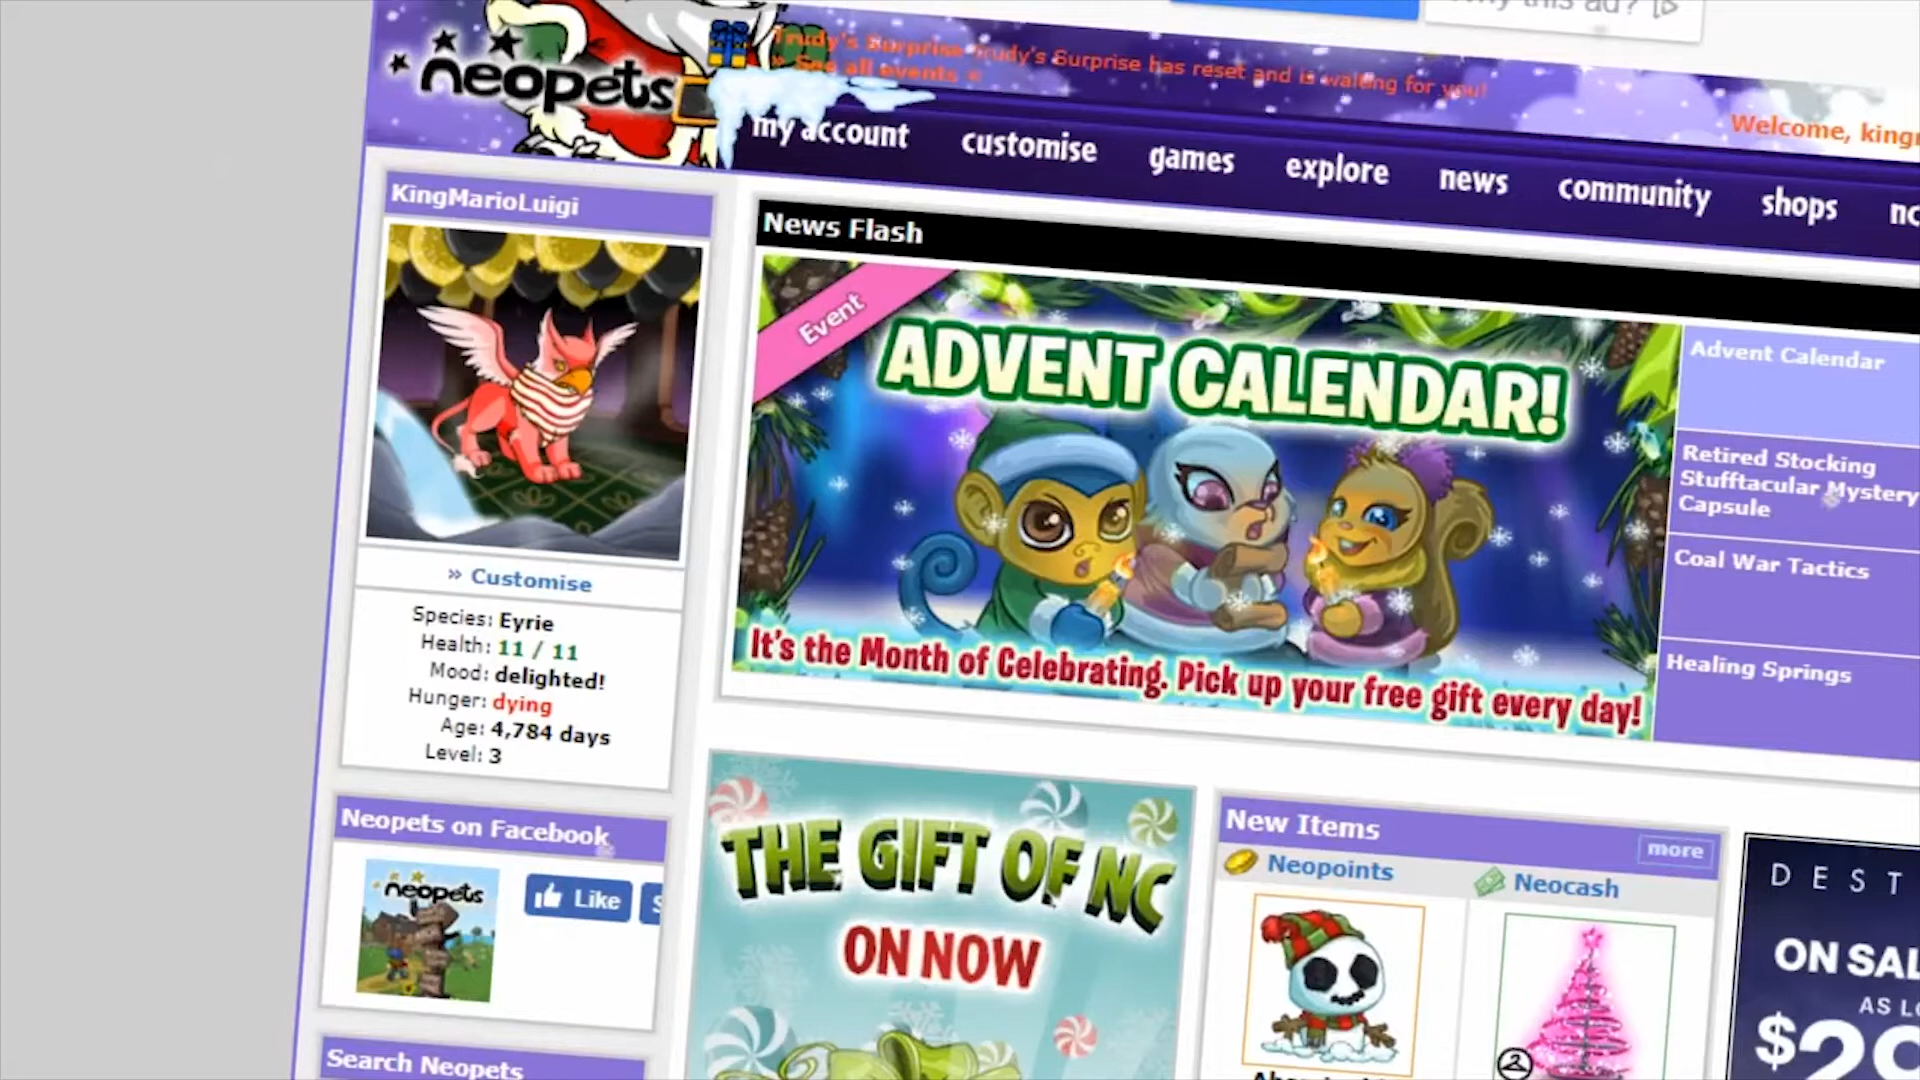 Why this ad?
neopets
Trudy's Surprise Trudy's Surprise has reset and is waiting for you!
» See all events «
Welcome,
my account customise games explore news community shops
KingMarioLuigi
» Customise
Species: Eyrie
Health: 11 / 11
Mood: delighted!
Hunger: dying
Age: 4,784 days
Level: 3
News Flash
Event
ADVENT CALENDAR!
It's the Month of Celebrating. Pick up your free gift every day!
Advent Calendar
Retired Stocking
Stufftacular Mystery
Capsule
Coal War Tactics
Healing Springs
Neopets on Facebook
neopets
Like
THE GIFT OF NC
ON NOW
New Items
more
Neopoints
Neocash
DEST
ON SAL
AS LO
Search Neopets